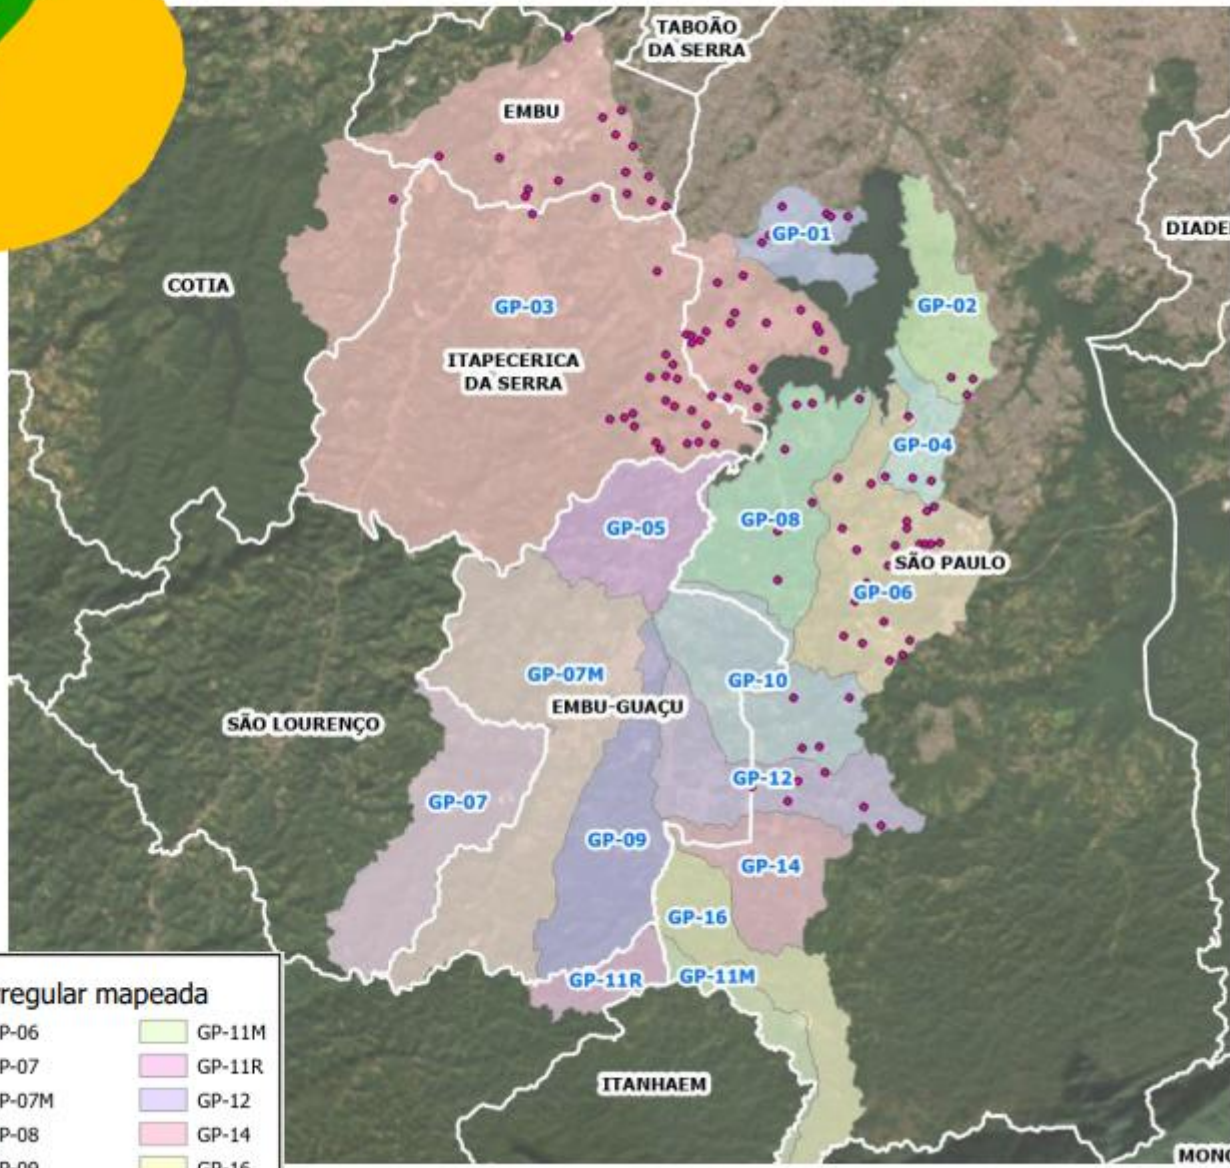 TABOÃO
DA SERRA
EMBU
DIADE
GP-01
COTIA
GP-02
GP-03
ITAPECERICA
DA SERRA
GP-04
GP-08
GP-05
SÃO PAULO
GP-06
GP-07M
GP-10
EMBU-GUAÇU
SÃO LOURENÇO
GP-12
GP-07
GP-09
GP-14
GP-16
GP-11R
GP-11M
ITANHAEM
MONG
regular mapeada
P-06
GP-11M
P-07
GP-11R
P-07M
GP-12
P-08
GP-14
P-09
GP-16